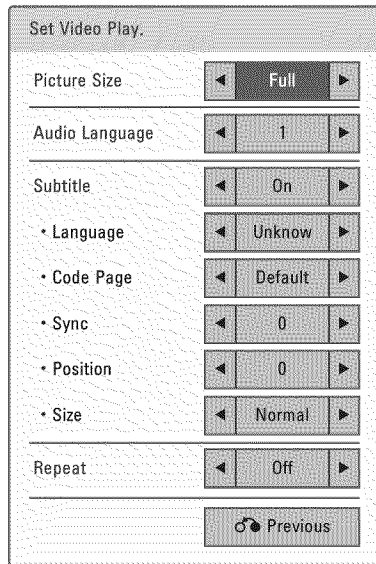 Set Video Play.
Picture Size ◄ Full ►
Audio Language ◄ 1 ►
Subtitle ◄ On ►
• Language ◄ Unknow ►
• Code Page ◄ Default ►
• Sync ◄ 0 ►
• Position ◄ 0 ►
• Size ◄ Normal ►
Repeat ◄ Off ►
Previous